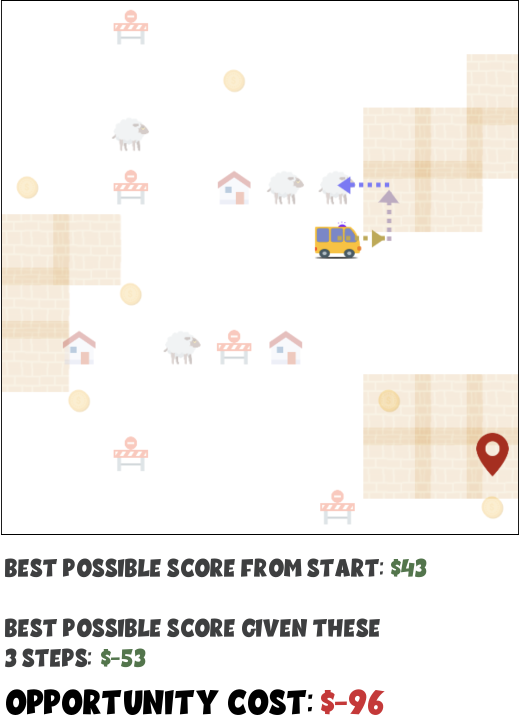 BEST POSSIBLE SCORE FROM START: $43
BEST POSSIBLE SCORE GIVEN THESE
3 STEPS: $-53
OPPORTUNITY COST: $-96